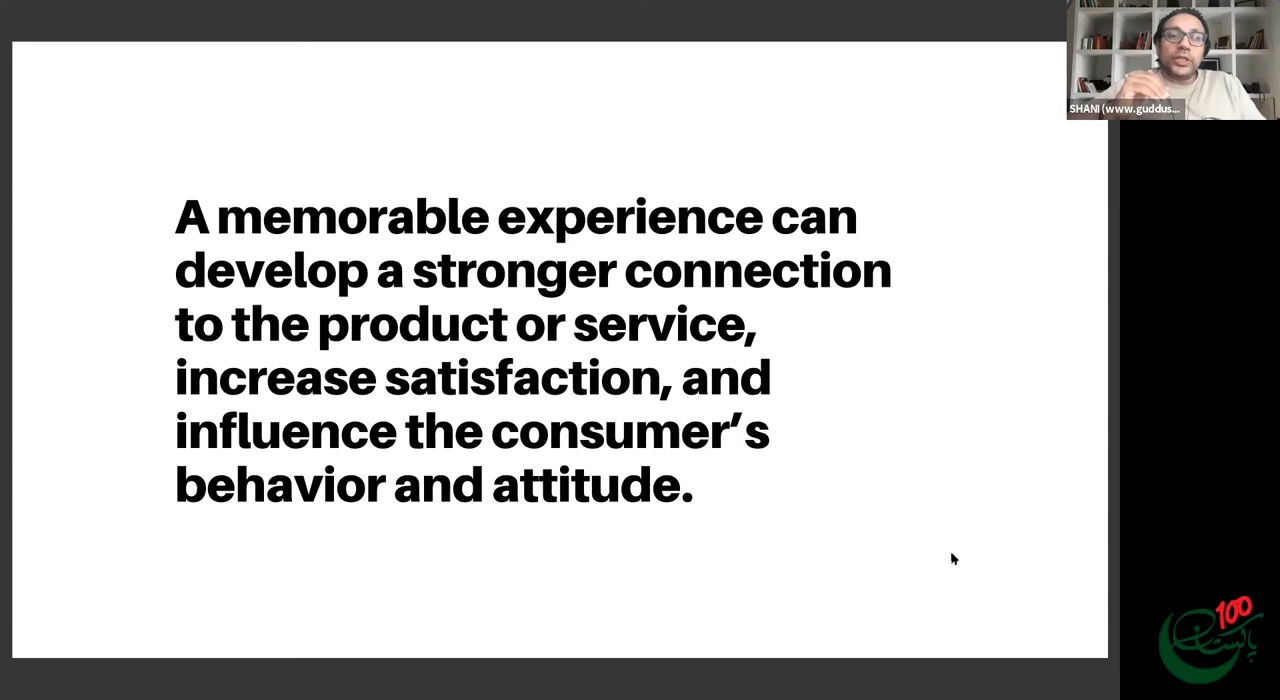 A memorable experience can
develop a stronger connection
to the product or service,
increase satisfaction, and
influence the consumer’s
behavior and attitude.
SHANI (www.guddus...
100
پاکستان